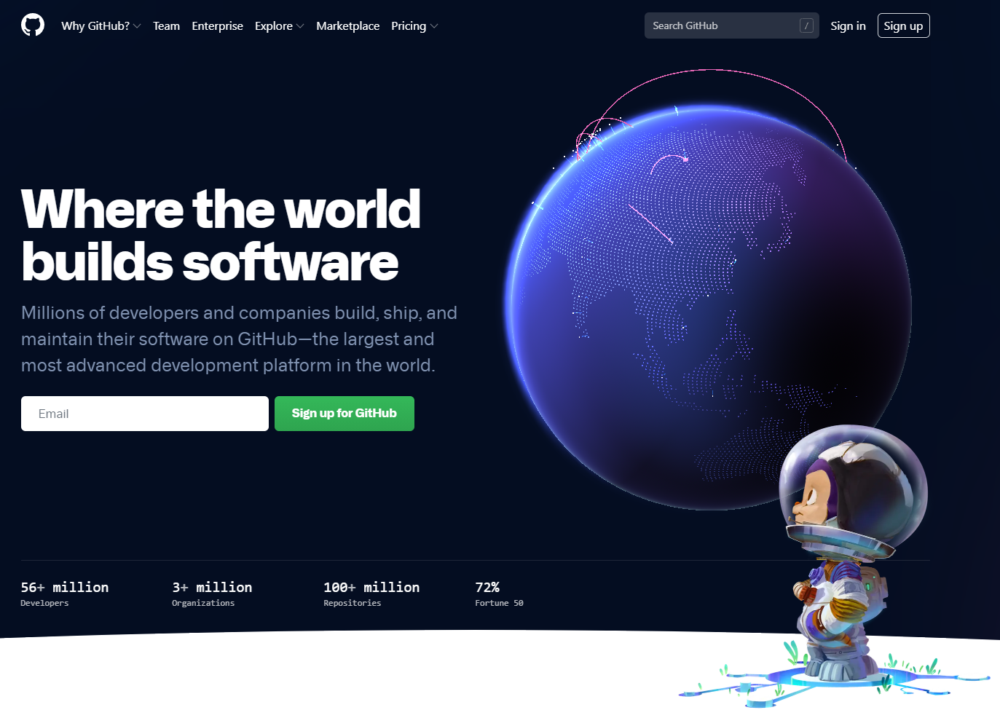 Why GitHub? Team Enterprise Explore Marketplace Pricing Search GitHub / Sign in Sign up
Where the world
builds software
Millions of developers and companies build, ship, and
maintain their software on GitHub—the largest and
most advanced development platform in the world.
Email Sign up for GitHub
56+ million 3+ million 100+ million 72%
Developers Organizations Repositories Fortune 50